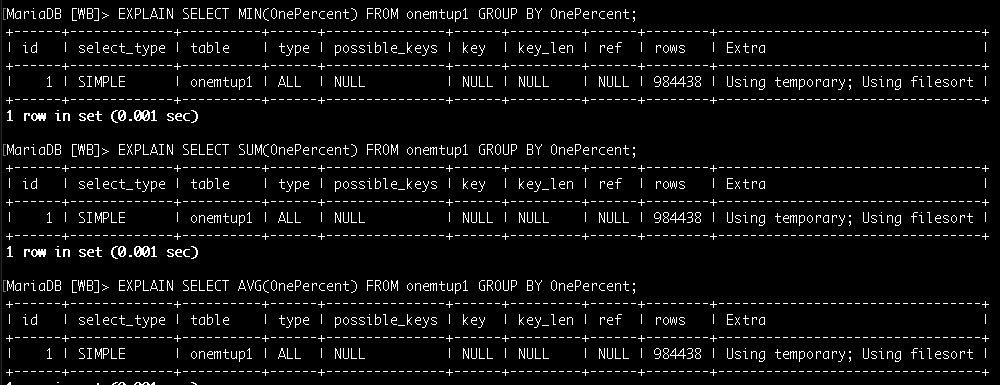 [MariaDB [WB]> EXPLAIN SELECT MIN(OnePercent) FROM onemtup1 GROUP BY OnePercent;
+------+-------------+----------+------+---------------+------+---------+------+--------+---------------------------------+
| id   | select_type | table    | type | possible_keys | key  | key_len | ref  | rows   | Extra                           |
+------+-------------+----------+------+---------------+------+---------+------+--------+---------------------------------+
|    1 | SIMPLE      | onemtup1 | ALL  | NULL          | NULL | NULL    | NULL | 984438 | Using temporary; Using filesort |
+------+-------------+----------+------+---------------+------+---------+------+--------+---------------------------------+
1 row in set (0.001 sec)
[MariaDB [WB]> EXPLAIN SELECT SUM(OnePercent) FROM onemtup1 GROUP BY OnePercent;
+------+-------------+----------+------+---------------+------+---------+------+--------+---------------------------------+
| id   | select_type | table    | type | possible_keys | key  | key_len | ref  | rows   | Extra                           |
+------+-------------+----------+------+---------------+------+---------+------+--------+---------------------------------+
|    1 | SIMPLE      | onemtup1 | ALL  | NULL          | NULL | NULL    | NULL | 984438 | Using temporary; Using filesort |
+------+-------------+----------+------+---------------+------+---------+------+--------+---------------------------------+
1 row in set (0.001 sec)
[MariaDB [WB]> EXPLAIN SELECT AVG(OnePercent) FROM onemtup1 GROUP BY OnePercent;
+------+-------------+----------+------+---------------+------+---------+------+--------+---------------------------------+
| id   | select_type | table    | type | possible_keys | key  | key_len | ref  | rows   | Extra                           |
+------+-------------+----------+------+---------------+------+---------+------+--------+---------------------------------+
|    1 | SIMPLE      | onemtup1 | ALL  | NULL          | NULL | NULL    | NULL | 984438 | Using temporary; Using filesort |
+------+-------------+----------+------+---------------+------+---------+------+--------+---------------------------------+